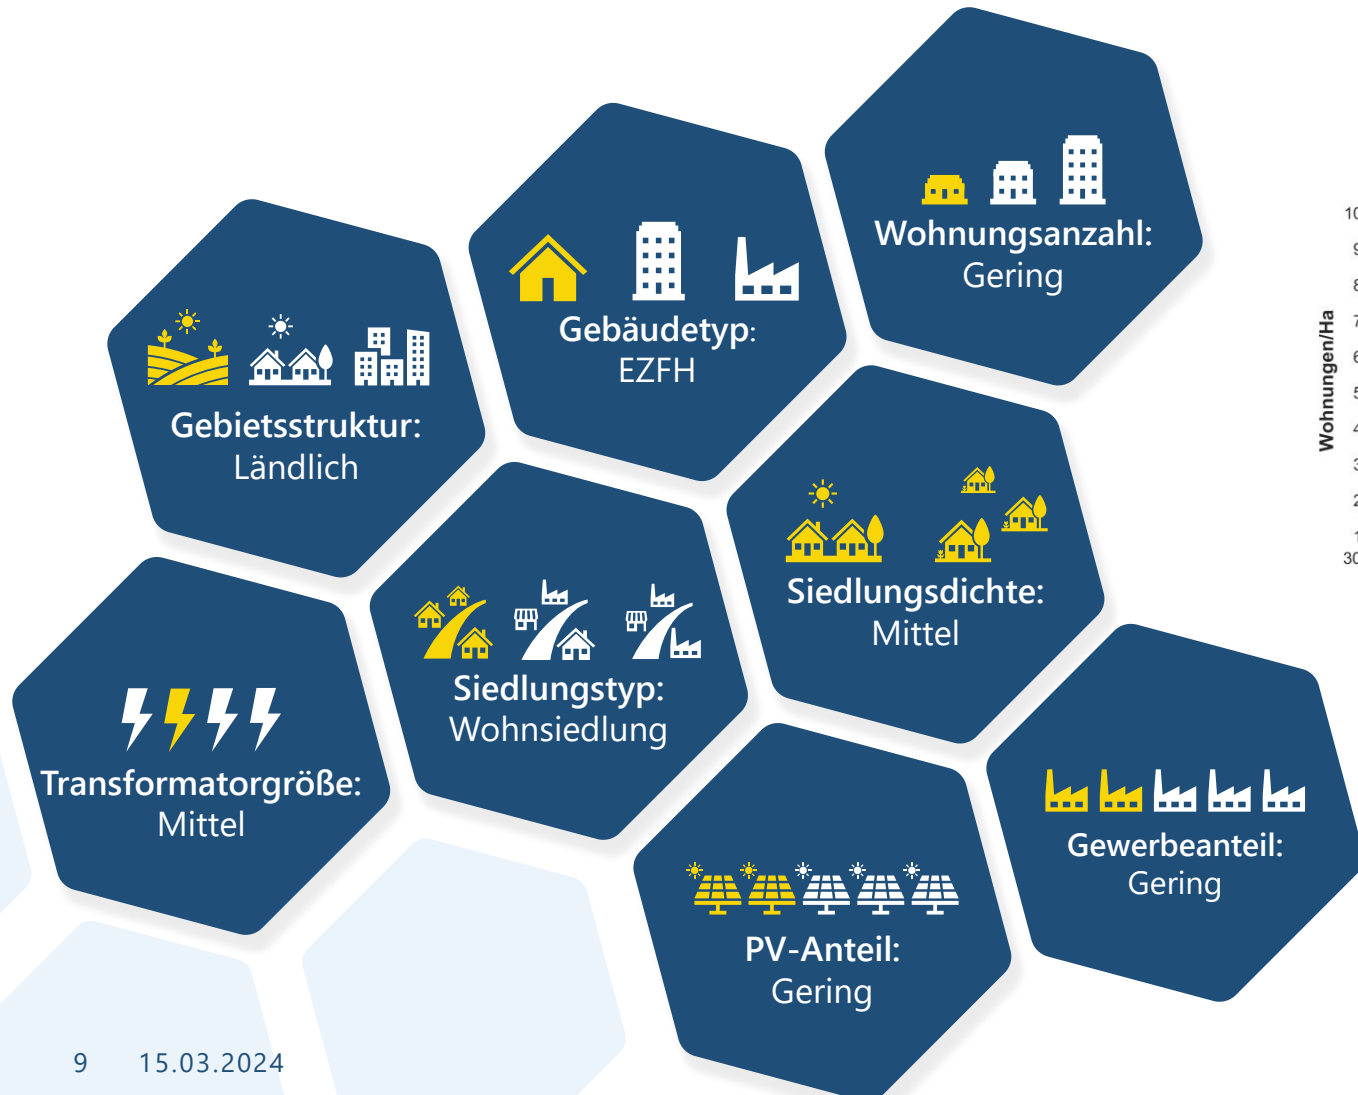 Wohnungsanzahl:
Gering
Gebäudetyp:
EZFH
Gebietsstruktur:
Ländlich
Siedlungsdichte:
Mittel
Siedlungstyp:
Wohnsiedlung
Transformatorgröße:
Mittel
Gewerbeanteil:
Gering
PV-Anteil:
Gering
Wohnungen/Ha
9 15.03.2024